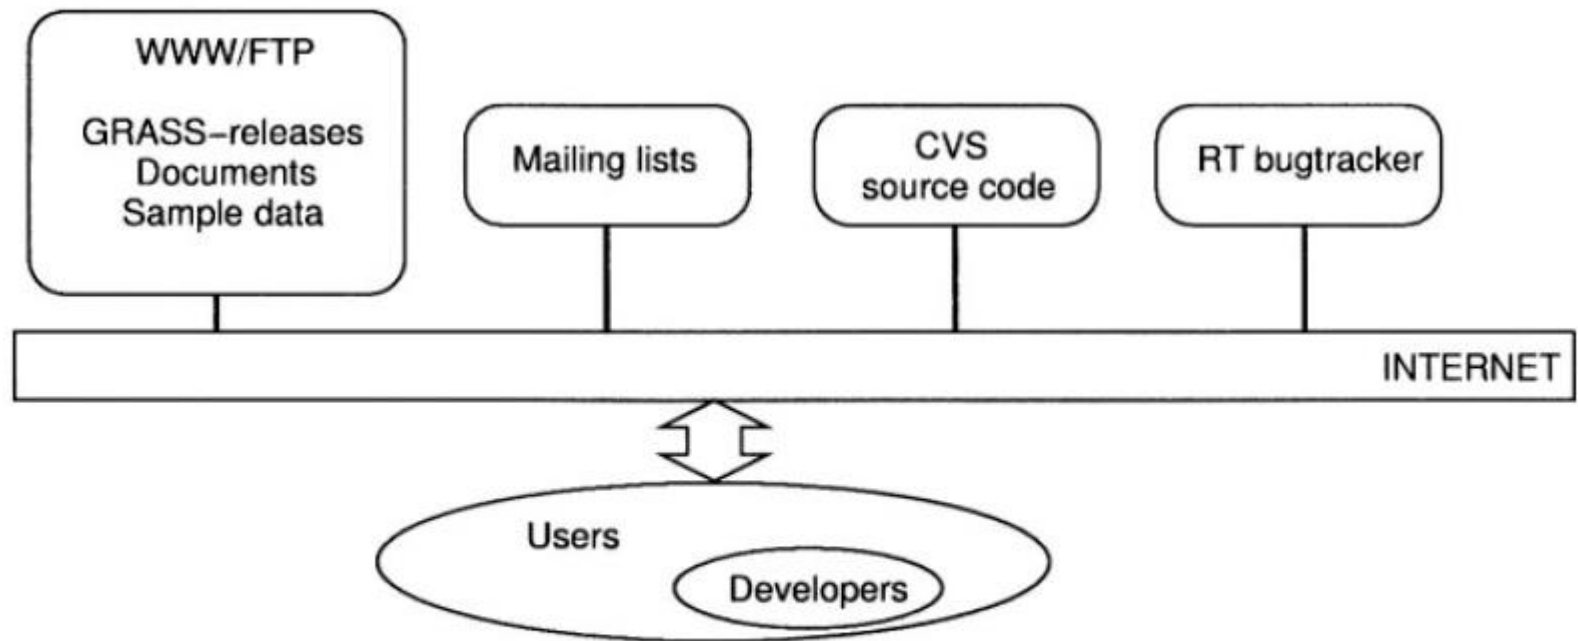 WWW/FTP
GRASS–releases
Documents
Sample data
Mailing lists
CVS
source code
RT bugtracker
INTERNET
Users
Developers